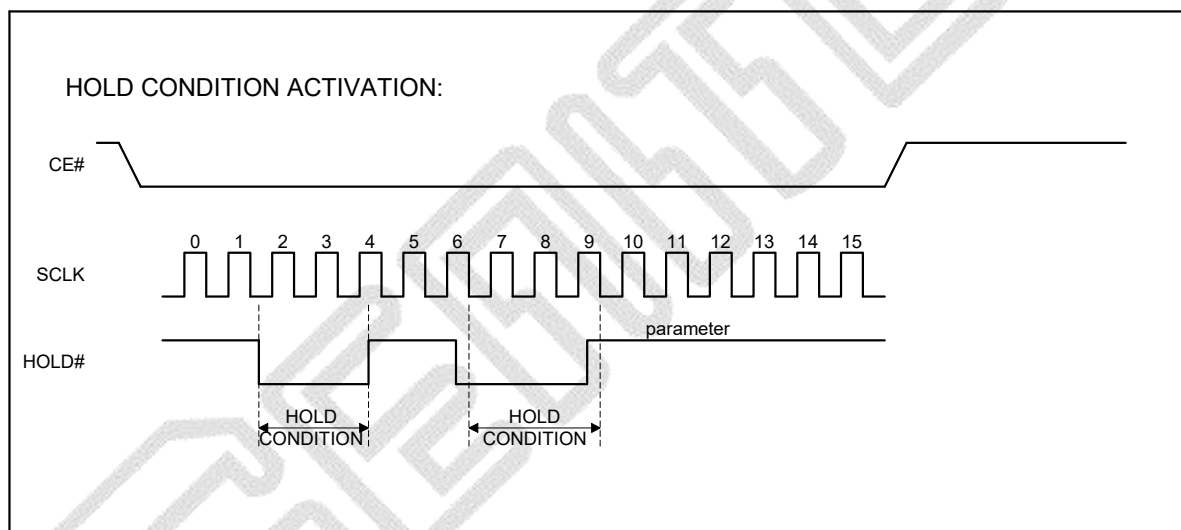 HOLD CONDITION ACTIVATION:
CE#
0 1 2 3 4 5 6 7 8 9 10 11 12 13 14 15
SCLK
parameter
HOLD#
HOLD
CONDITION
HOLD
CONDITION